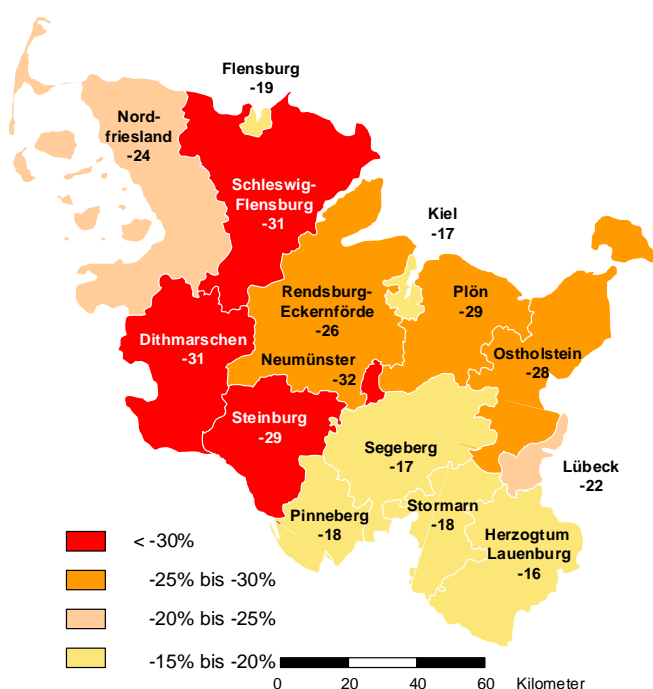 Flensburg
-19
Nord-
friesland
-24
Schleswig-
Flensburg
-31
Kiel
-17
Rendsburg-
Eckernförde
-26
Plön
-29
Dithmarschen
-31
Neumünster
-32
Ostholstein
-28
Steinburg
-29
Segeberg
-17
Lübeck
-22
Pinneberg
-18
Stormarn
-18
Herzogtum
Lauenburg
-16
< -30%
-25% bis -30%
-20% bis -25%
-15% bis -20%
0 20 40 60 Kilometer